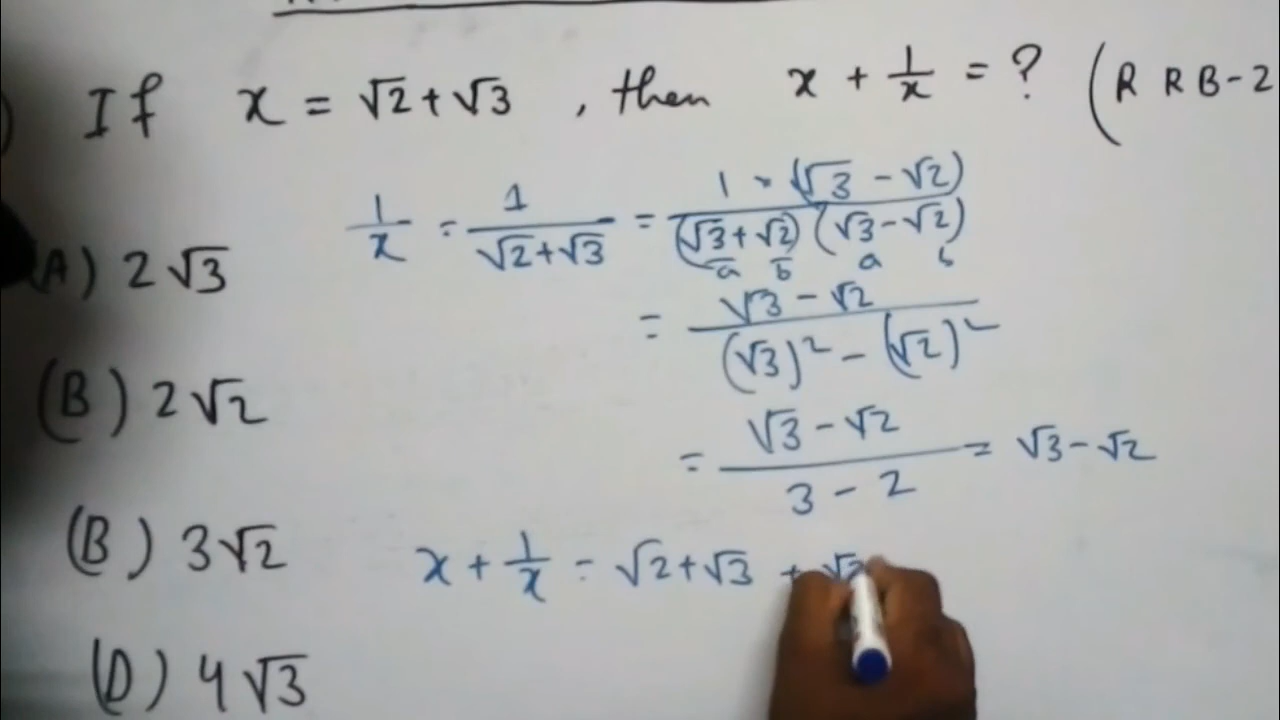 ) If x = √2 + √3 , then x + 1/x = ? (RRB-2
1/x = 1/(√2+√3) = 1 × (√3 - √2)/((√3+√2)(√3-√2))
a b a b
(A) 2√3
= (√3 - √2)/((√3)² - (√2)²)
(B) 2√2
= (√3 - √2)/(3 - 2) = √3 - √2
(B) 3√2
x + 1/x = √2 + √3 + √3
(D) 4√3